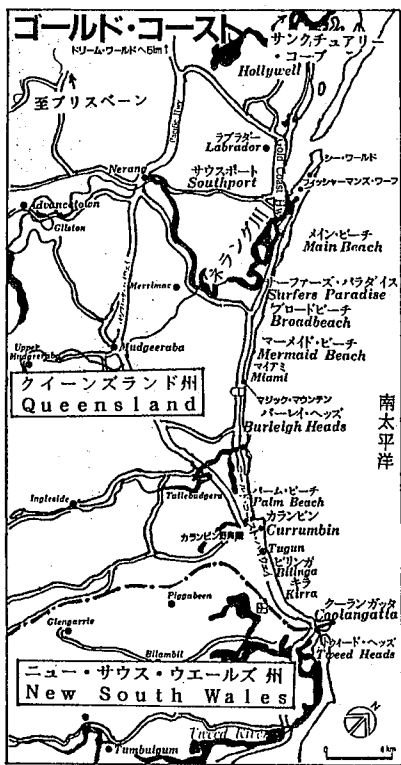 ゴールド・コースト
ドリーム・ワールドへ5km↑
サンクチュアリー
・コーブ
Hollywell
至ブリスベーン
ラブラダー
Labrador
Pacific Hwy
Gold Coast Hwy
シー・ワールド
フィッシャーマンズ・ワーフ
Nerang
サウスポート
Southport
Advancetown
Gilston
メイン・ビーチ
Main Beach
ラング川
Merrimac
ーファーズ・パラダイス
Surfers Paradise
ブロードビーチ
Broadbeach
Mudgeeraba
Upper
Mudgeeraba
マーメイド・ビーチ
Mermaid Beach
マイアミ
Miami
クイーンズランド州
Queensland
マジック・マウンテン
バーレイ・ヘッズ
Burleigh Heads
南太平洋
Ingleside
Tallebudgera
パーム・ビーチ
Palm Beach
カランビン
Currumbin
カランビン鳥園
Tugun
ビリンガ
Bilinga
キラ
Kirra
Piggabeen
クーランガッタ
Coolangatta
Glengarrie
Bilambil
トゥイード・ヘッズ
Tweed Heads
ニュー・サウス・ウエールズ州
New South Wales
N
Tweed River
Tumbulgum
0